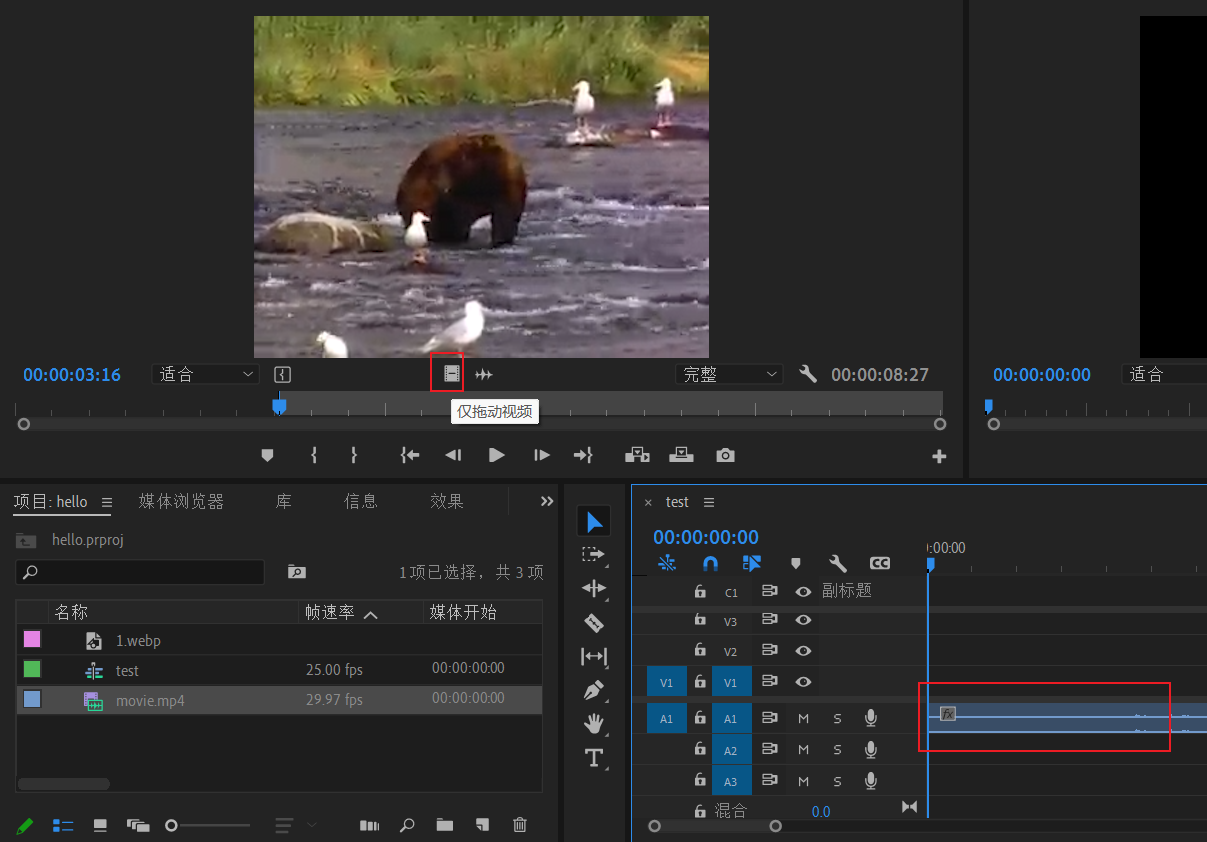 00:00:03:16 适合 完整 00:00:08:27
00:00:00:00 适合
仅拖动视频
项目: hello 媒体浏览器 库 信息 效果
hello.prproj
1项已选择，共 3 项
名称 帧速率 媒体开始
1.webp
test 25.00 fps 00:00:00:00
movie.mp4 29.97 fps 00:00:00:00
T
× test
00:00:00:00
:00:00
CC
C1 副标题
V3
V2
V1 V1
fx
A1 A1 M S
A2 M S
A3 M S
混合 0.0